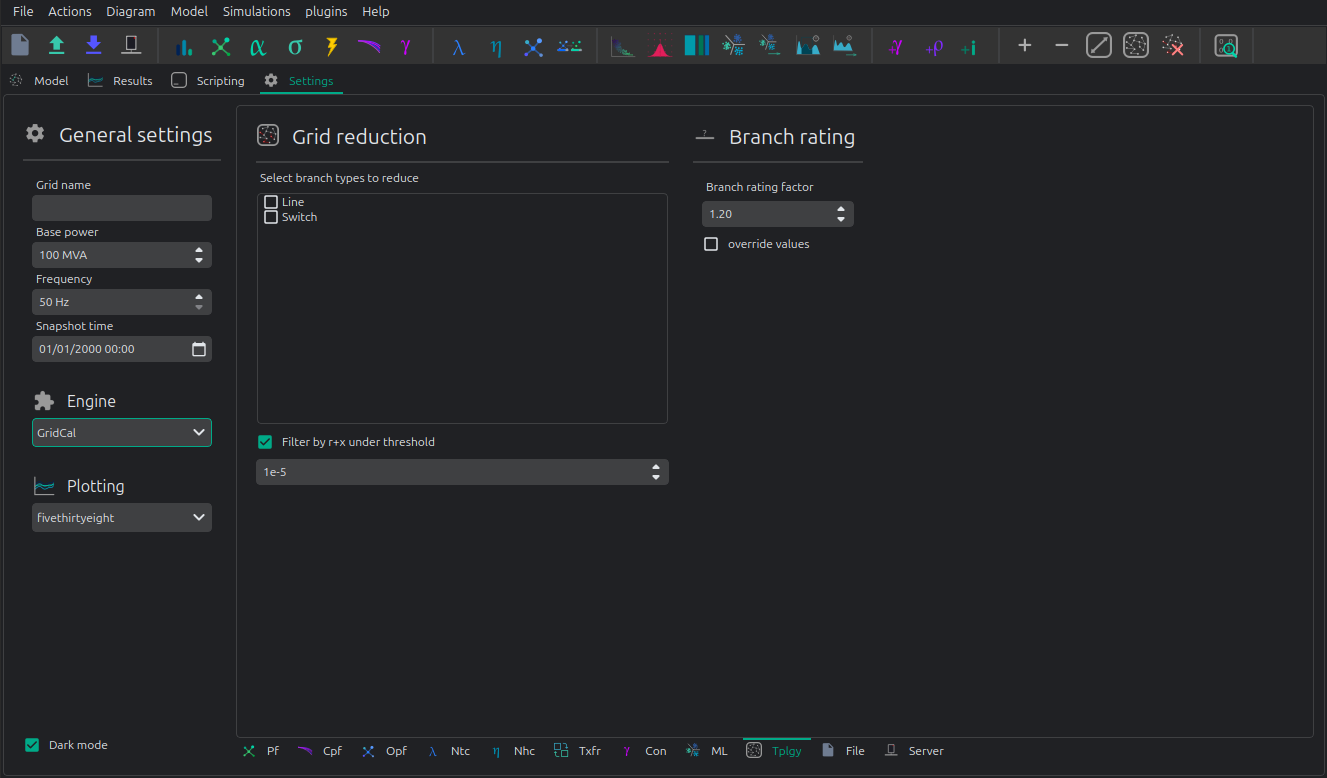 File Actions Diagram Model Simulations plugins Help
α σ γ λ η +γ +ρ +i
Model Results Scripting Settings
General settings
Grid name
Base power
100 MVA
Frequency
50 Hz
Snapshot time
01/01/2000 00:00
Engine
GridCal
Plotting
fivethirtyeight
Dark mode
Grid reduction
Select branch types to reduce
Line
Switch
Filter by r+x under threshold
1e-5
? Branch rating
Branch rating factor
1.20
override values
Pf Cpf Opf λ Ntc η Nhc Txfr γ Con ML Tplgy File Server